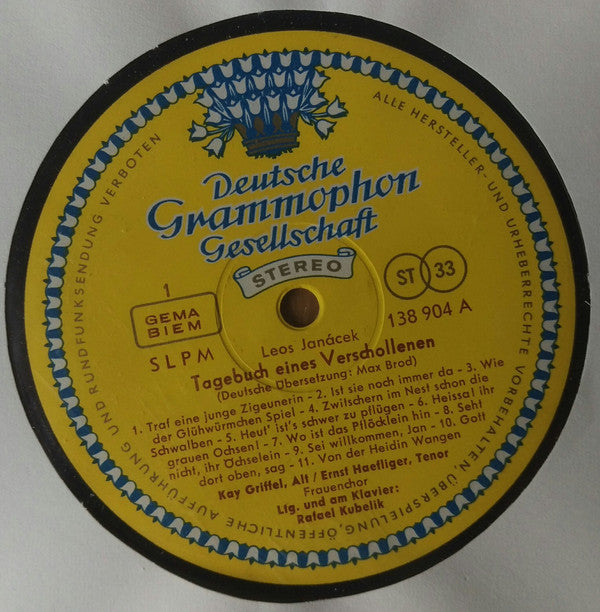 Deutsche
Grammophon
Gesellschaft
STEREO
1
GEMA
BIEM
SLPM
ST 33
138 904 A
Leos Janácek
Tagebuch eines Verschollenen
(Deutsche Übersetzung: Max Brod)
1. Traf eine junge Zigeunerin - 2. Ist sie noch immer da - 3. Wie
der Glühwürmchen Spiel - 4. Zwitschern im Nest schon die
Schwalben - 5. Heut' ist's schwer zu pflügen - 6. Heissa! ihr
grauen Ochsen! - 7. Wo ist das Pflöcklein hin - 8. Seht
nicht, ihr Öchselein - 9. Sei willkommen, Jan - 10. Gott
dort oben, sag - 11. Von der Heidin Wangen
Kay Griffel, Alt / Ernst Haefliger, Tenor
Frauenchor
Ltg. und am Klavier:
Rafael Kubelik
ALLE HERSTELLER- UND URHEBERRECHTE VORBEHALTEN, ÜBERSPIELUNG, ÖFFENTLICHE AUFFÜHRUNG UND RUNDFUNKSENDUNG VERBOTEN